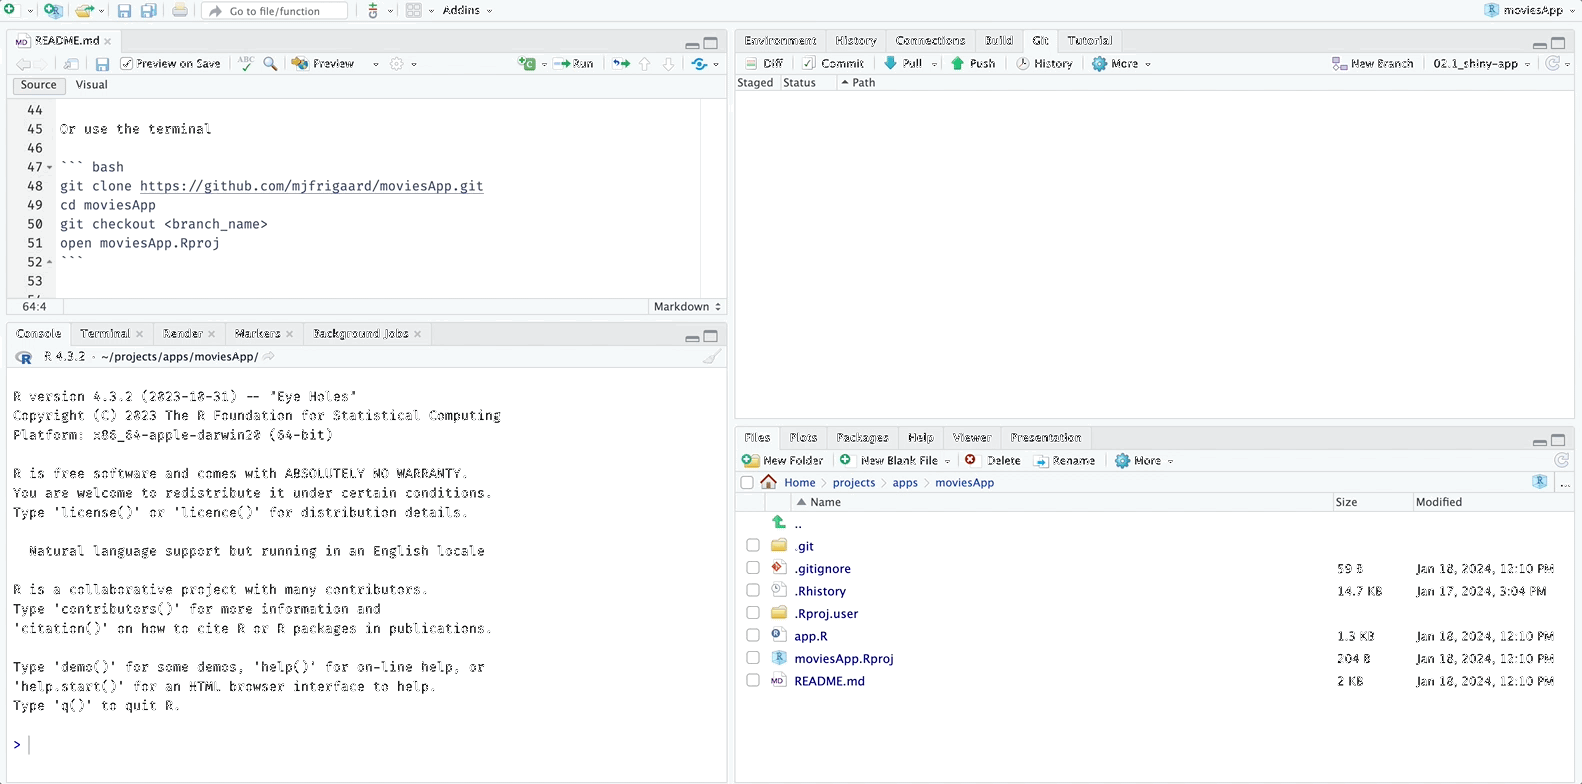 Go to file/function
Addins
moviesApp
README.md
Preview on Save
ABC
Preview
Run
Source
Visual
44
45 Or use the terminal
46
47 ``` bash
48 git clone https://github.com/mjfrigaard/moviesApp.git
49 cd moviesApp
50 git checkout <branch_name>
51 open moviesApp.Rproj
52 ```
53
64:4
Markdown
Console Terminal Render Markers Background Jobs
R 4.3.2 · ~/projects/apps/moviesApp/
R version 4.3.2 (2023-10-31) -- "Eye Holes"
Copyright (C) 2023 The R Foundation for Statistical Computing
Platform: x86_64-apple-darwin20 (64-bit)
R is free software and comes with ABSOLUTELY NO WARRANTY.
You are welcome to redistribute it under certain conditions.
Type 'license()' or 'licence()' for distribution details.
Natural language support but running in an English locale
R is a collaborative project with many contributors.
Type 'contributors()' for more information and
'citation()' on how to cite R or R packages in publications.
Type 'demo()' for some demos, 'help()' for on-line help, or
'help.start()' for an HTML browser interface to help.
Type 'q()' to quit R.
>
Environment History Connections Build Git Tutorial
Diff Commit Pull Push History More New Branch 02.1_shiny-app
Staged Status Path
Files Plots Packages Help Viewer Presentation
New Folder New Blank File Delete Rename More
Home projects apps moviesApp ...
Name Size Modified
..
.git
.gitignore 59 B Jan 18, 2024, 12:10 PM
.Rhistory 14.7 KB Jan 17, 2024, 3:04 PM
.Rproj.user
app.R 1.3 KB Jan 18, 2024, 12:10 PM
moviesApp.Rproj 204 B Jan 18, 2024, 12:10 PM
README.md 2 KB Jan 18, 2024, 12:10 PM